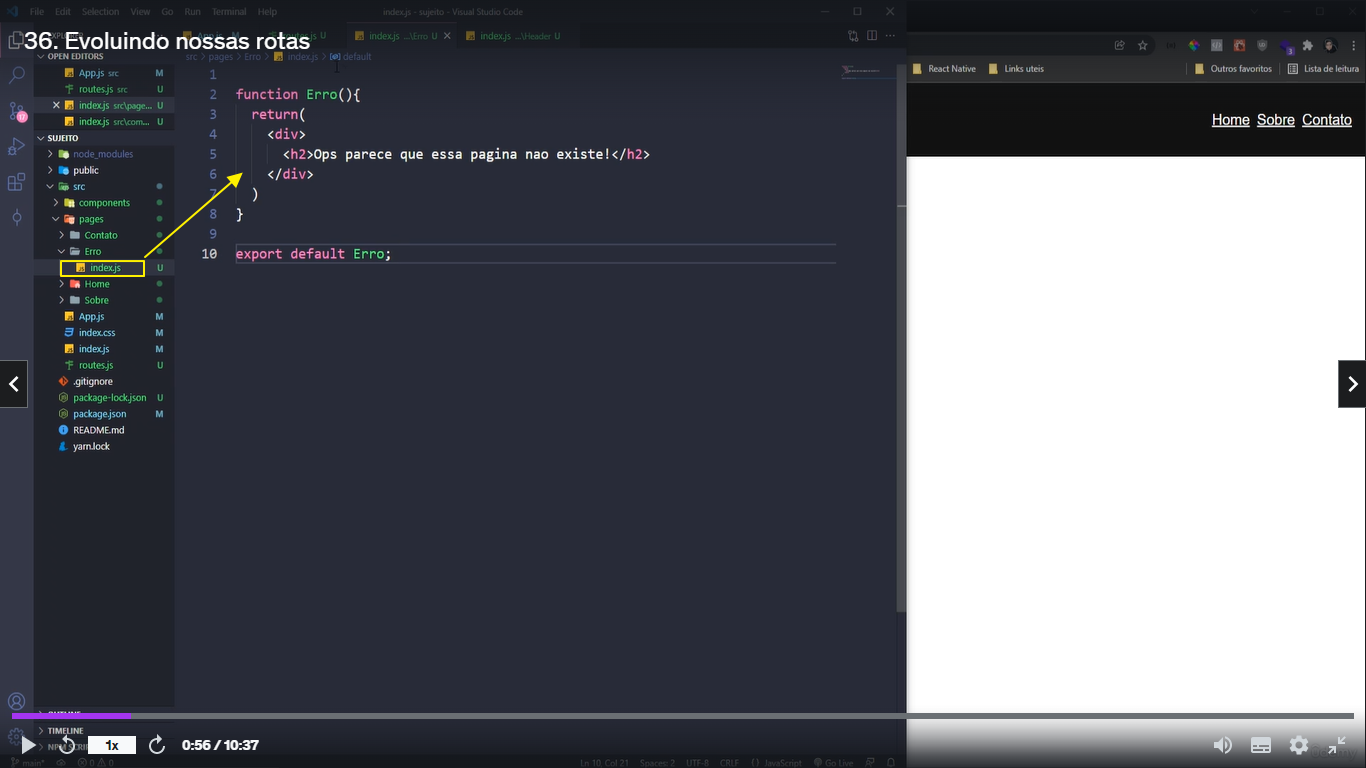 File Edit Selection View Go Run Terminal Help
index.js - sujeito - Visual Studio Code
36. Evoluindo nossas rotas
index.js ...\Erro U
index.js ...\Header U
src > pages > Erro > index.js > default
OPEN EDITORS
App.js src M
routes.js src U
index.js src\page... U
index.js src\com... U
SUJEITO
node_modules
public
src
components
pages
Contato
Erro
index.js U
Home
Sobre
App.js M
index.css M
index.js M
routes.js U
.gitignore
package-lock.json U
package.json M
README.md
yarn.lock
OUTLINE
TIMELINE
1
2 function Erro(){
3 return(
4 <div>
5 <h2>Ops parece que essa pagina nao existe!</h2>
6 </div>
7 )
8 }
9
10 export default Erro;
React Native Links uteis Outros favoritos Lista de leitura
Home Sobre Contato
1x 0:56 / 10:37
main* 0 0 Ln 10, Col 21 Spaces: 2 UTF-8 CRLF {} JavaScript Go Live